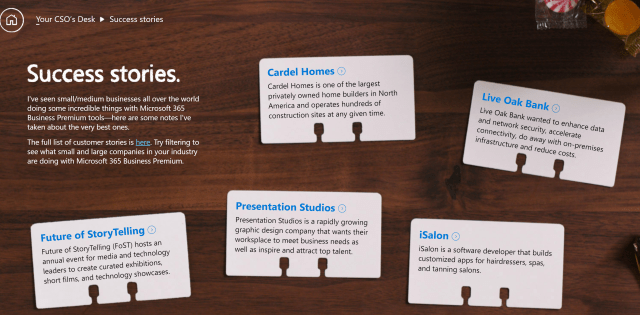 Your CSO's Desk ▶ Success stories
Success stories.
I've seen small/medium businesses all over the world
doing some incredible things with Microsoft 365
Business Premium tools—here are some notes I've
taken about the very best ones.
The full list of customer stories is here. Try filtering to
see what small and large companies in your industry
are doing with Microsoft 365 Business Premium.
Cardel Homes
Cardel Homes is one of the largest
privately owned home builders in North
America and operates hundreds of
construction sites at any given time.
Live Oak Bank
Live Oak Bank wanted to enhance data
and network security, accelerate
connectivity, do away with on-premises
infrastructure and reduce costs.
Future of StoryTelling
Future of StoryTelling (FoST) hosts an
annual event for media and technology
leaders to create curated exhibitions,
short films, and technology showcases.
Presentation Studios
Presentation Studios is a rapidly growing
graphic design company that wants their
workplace to meet business needs as
well as inspire and attract top talent.
iSalon
iSalon is a software developer that builds
customized apps for hairdressers, spas,
and tanning salons.